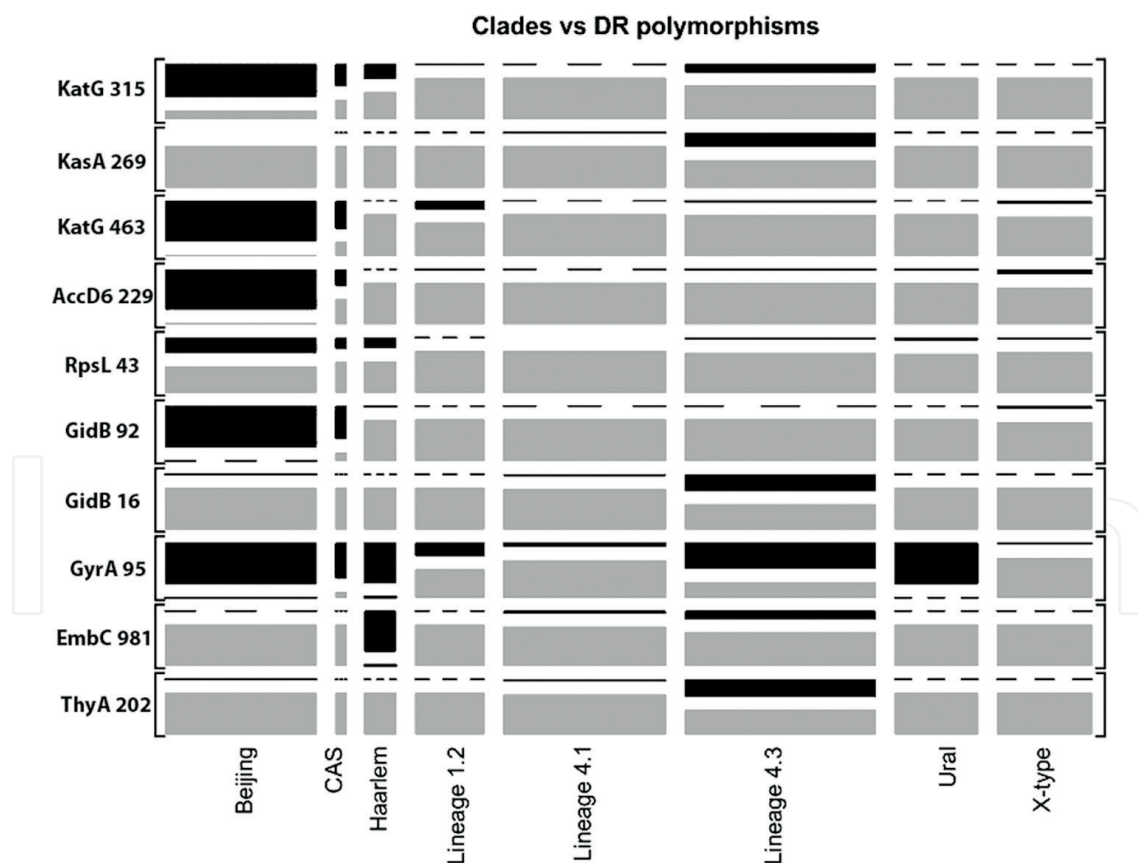 Clades vs DR polymorphisms
KatG 315
KasA 269
KatG 463
AccD6 229
RpsL 43
GidB 92
GidB 16
GyrA 95
EmbC 981
ThyA 202
Beijing
CAS
Haarlem
Lineage 1.2
Lineage 4.1
Lineage 4.3
Ural
X-type